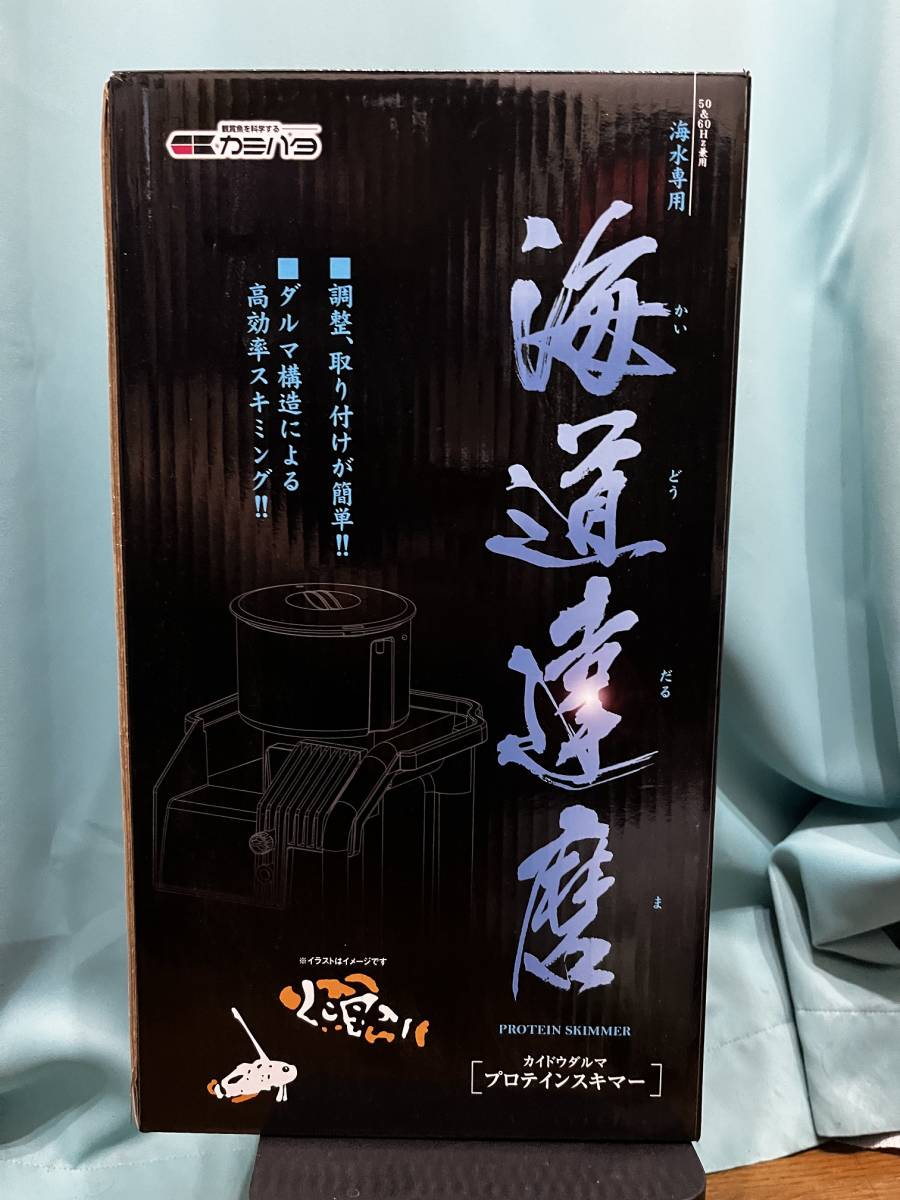 50&60Hz兼用
海水専用
海道達磨
かい
どう
だる
ま
PROTEIN SKIMMER
カイドウダルマ
プロテインスキマー
観賞魚を科学する
カミハタ
■調整、取り付けが簡単!!
■ダルマ構造による
高効率スキミング!!
※イラストはイメージです